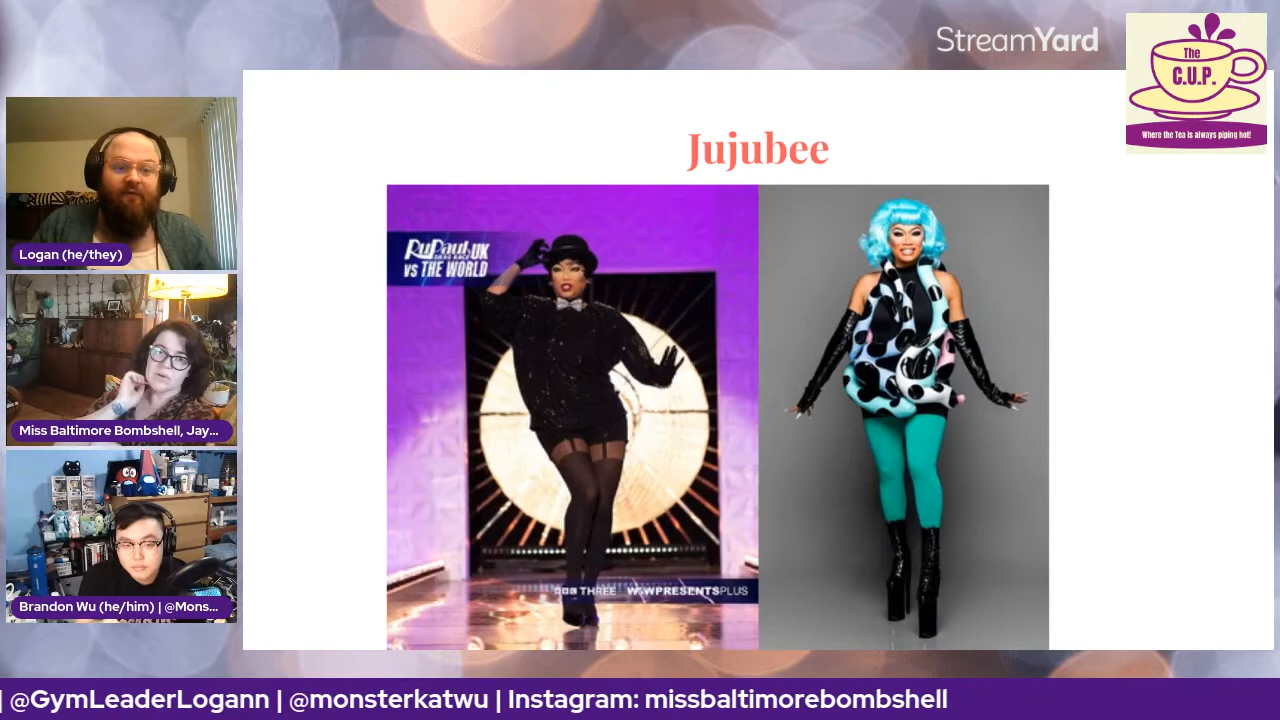 StreamYard
The
C.U.P.
Where the Tea is always piping hot!
Jujubee
RuPaul UK
DRAG RACE
vs THE WORLD
Logan (he/they)
Miss Baltimore Bombshell, Jay...
Brandon Wu (he/him) | @Mons...
BBC THREE WOWPRESENTSPLUS
| @GymLeaderLogann | @monsterkatwu | Instagram: missbaltimorebombshell